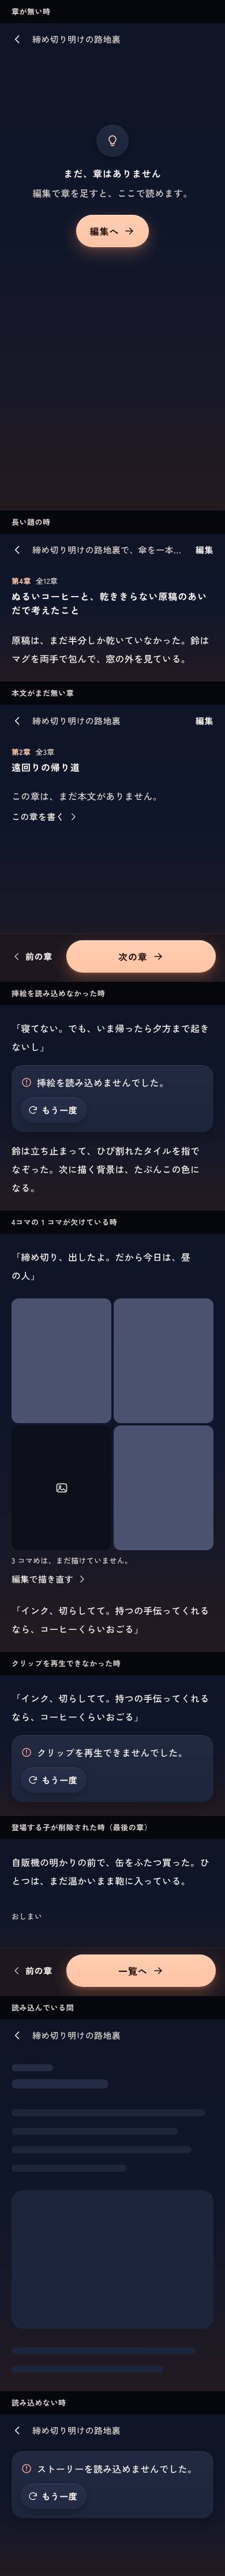 章が無い時
締め切り明けの路地裏
まだ、章はありません
編集で章を足すと、ここで読めます。
編集へ
長い題の時
締め切り明けの路地裏で、傘を一本…
編集
第4章 全12章
ぬるいコーヒーと、乾ききらない原稿のあい
だで考えたこと
原稿は、まだ半分しか乾いていなかった。鈴は
マグを両手で包んで、窓の外を見ている。
本文がまだ無い章
締め切り明けの路地裏
編集
第2章 全3章
遠回りの帰り道
この章は、まだ本文がありません。
この章を書く
前の章
次の章
挿絵を読み込めなかった時
「寝てない。でも、いま帰ったら夕方まで起き
ないし」
挿絵を読み込めませんでした。
もう一度
鈴は立ち止まって、ひび割れたタイルを指で
なぞった。次に描く背景は、たぶんこの色に
なる。
4コマの 1 コマが欠けている時
「締め切り、出したよ。だから今日は、昼
の人」
3 コマめは、まだ描けていません。
編集で描き直す
「インク、切らしてて。持つの手伝ってくれる
なら、コーヒーくらいおごる」
クリップを再生できなかった時
「インク、切らしてて。持つの手伝ってくれる
なら、コーヒーくらいおごる」
クリップを再生できませんでした。
もう一度
登場する子が削除された時（最後の章）
自販機の明かりの前で、缶をふたつ買った。ひ
とつは、まだ温かいまま鞄に入っている。
おしまい
前の章
一覧へ
読み込んでいる間
締め切り明けの路地裏
読み込めない時
締め切り明けの路地裏
ストーリーを読み込めませんでした。
もう一度